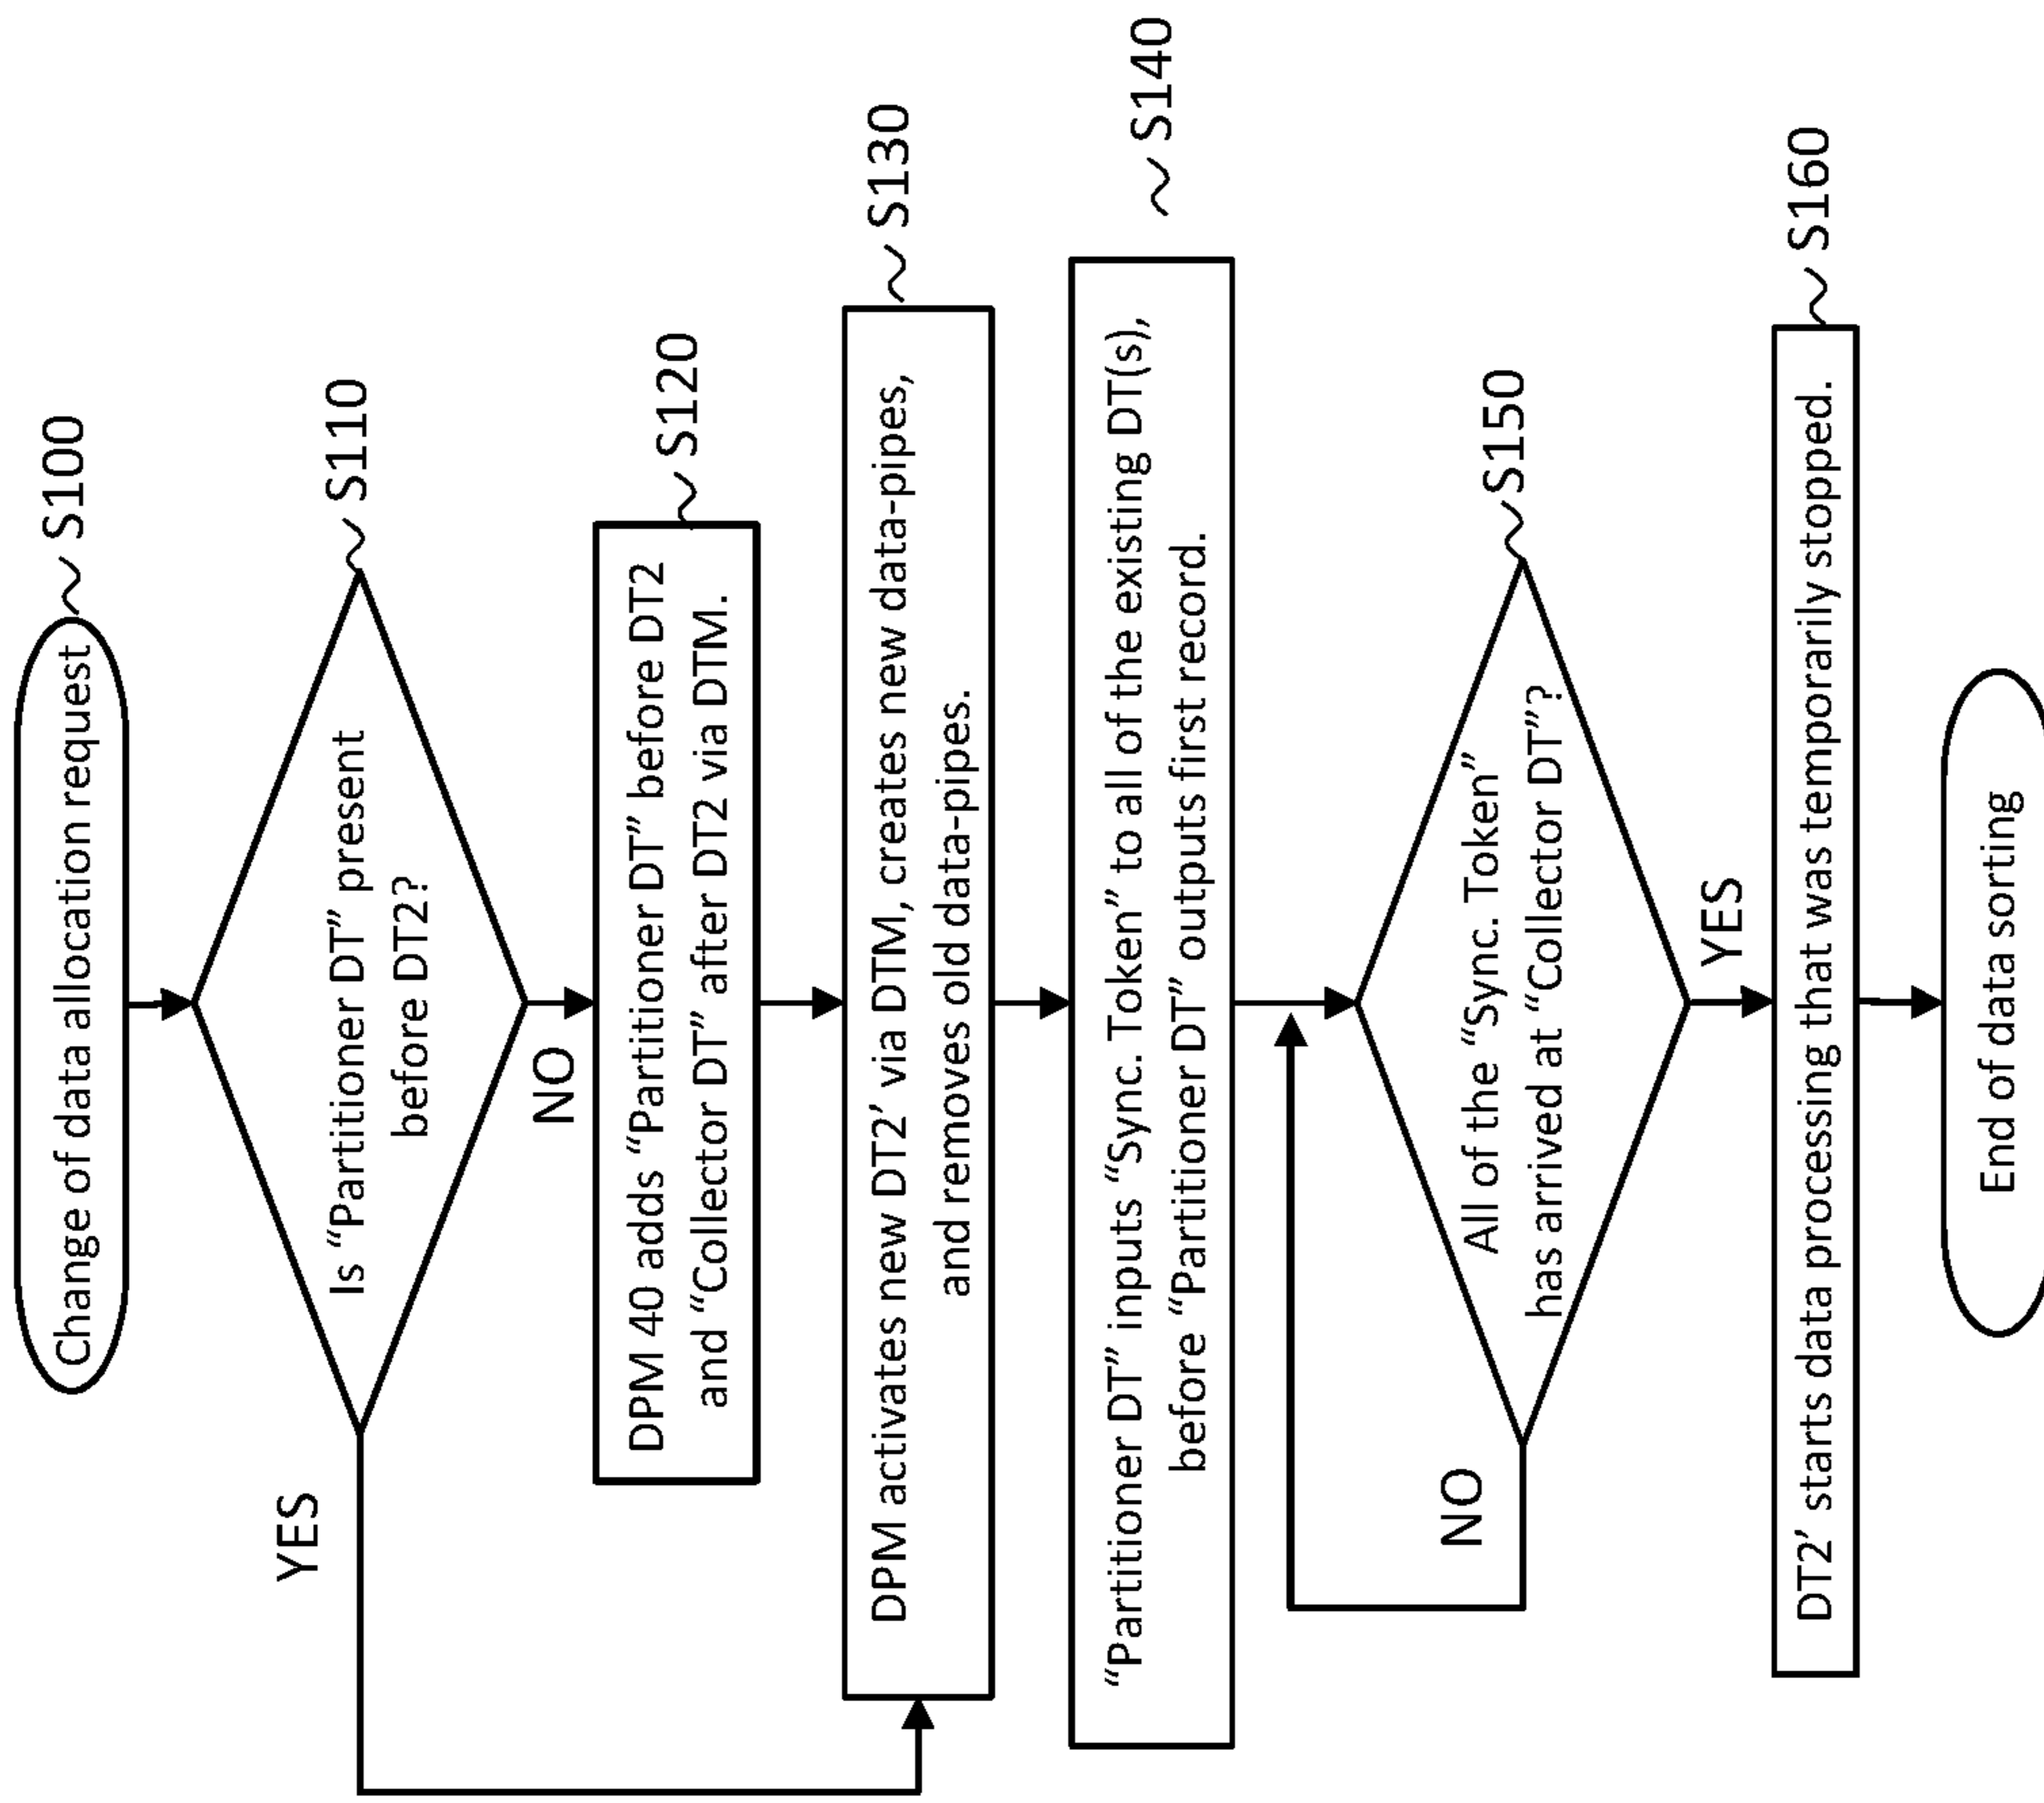 Change of data allocation request
S100
Is “Partitioner DT” present
before DT2?
S110
YES
NO
DPM 40 adds “Partitioner DT” before DT2
and “Collector DT” after DT2 via DTM.
S120
DPM activates new DT2’ via DTM, creates new data-pipes,
and removes old data-pipes.
S130
“Partitioner DT” inputs “Sync. Token” to all of the existing DT(s),
before “Partitioner DT” outputs first record.
S140
All of the “Sync. Token”
has arrived at “Collector DT”?
S150
NO
YES
DT2’ starts data processing that was temporarily stopped.
S160
End of data sorting